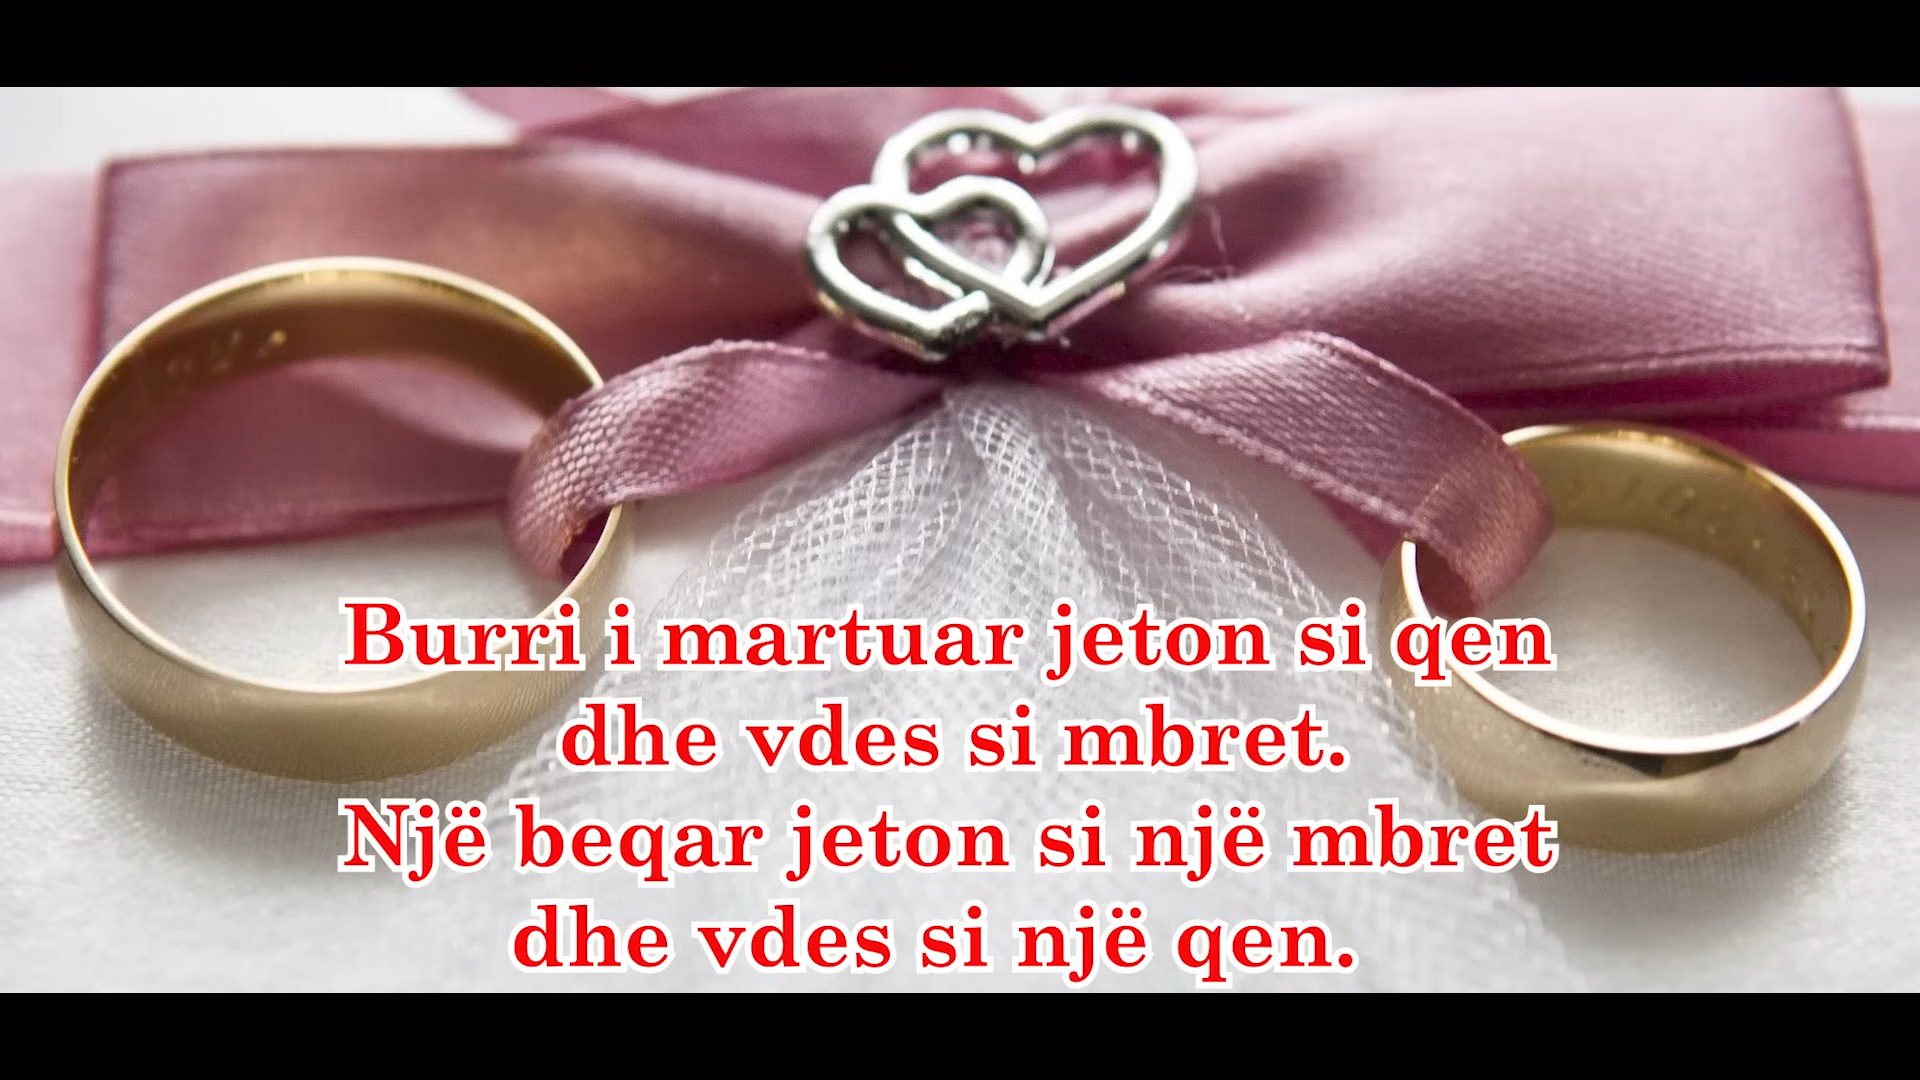 Burri i martuar jeton si qen
dhe vdes si mbret.
Një beqar jeton si një mbret
dhe vdes si një qen.